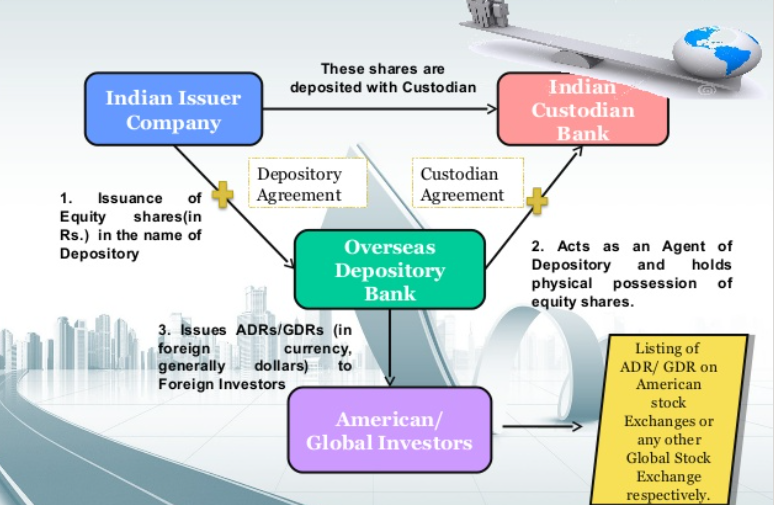 These shares are
deposited with Custodian
Indian Issuer
Company
Indian
Custodian
Bank
Depository
Agreement
Custodian
Agreement
1. Issuance of
Equity shares(in
Rs.) in the name of
Depository
Overseas
Depository
Bank
2. Acts as an Agent of
Depository and holds
physical possession of
equity shares.
3. Issues ADRs/GDRs (in
foreign currency,
generally dollars) to
Foreign Investors
American/
Global Investors
Listing of
ADR/ GDR on
American
stock
Exchanges or
any other
Global Stock
Exchange
respectively.